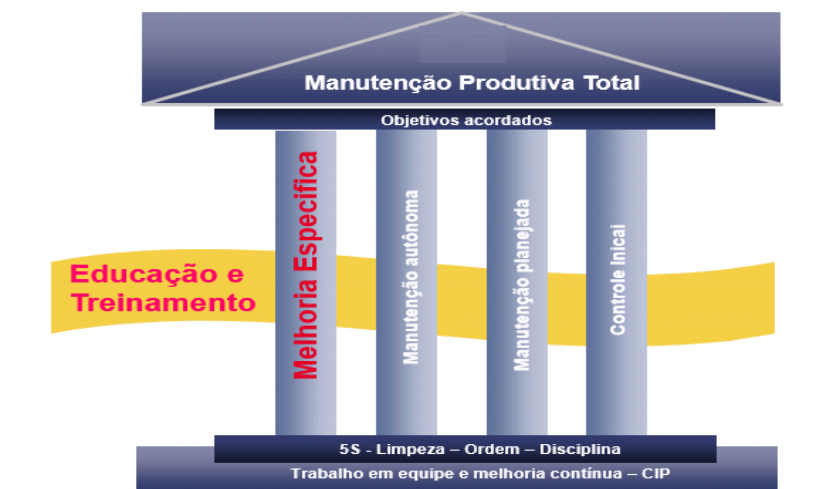 Manutenção Produtiva Total
Objetivos acordados
Educação e
Treinamento
Melhoria Especifica
Manutenção autônoma
Manutenção planejada
Controle Inicai
5S - Limpeza – Ordem – Disciplina
Trabalho em equipe e melhoria contínua – CIP